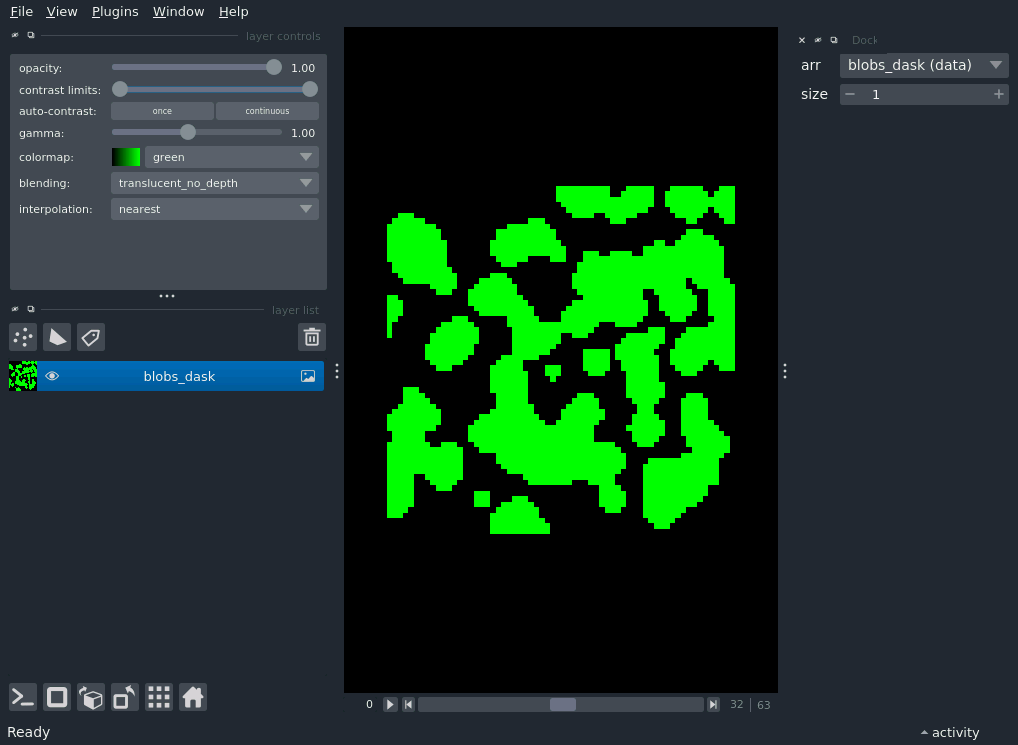 File View Plugins Window Help
layer controls
opacity: 1.00
contrast limits:
auto-contrast: once continuous
gamma: 1.00
colormap: green
blending: translucent_no_depth
interpolation: nearest
layer list
blobs_dask
0 32 63
Dock
arr blobs_dask (data)
size 1
Ready
activity